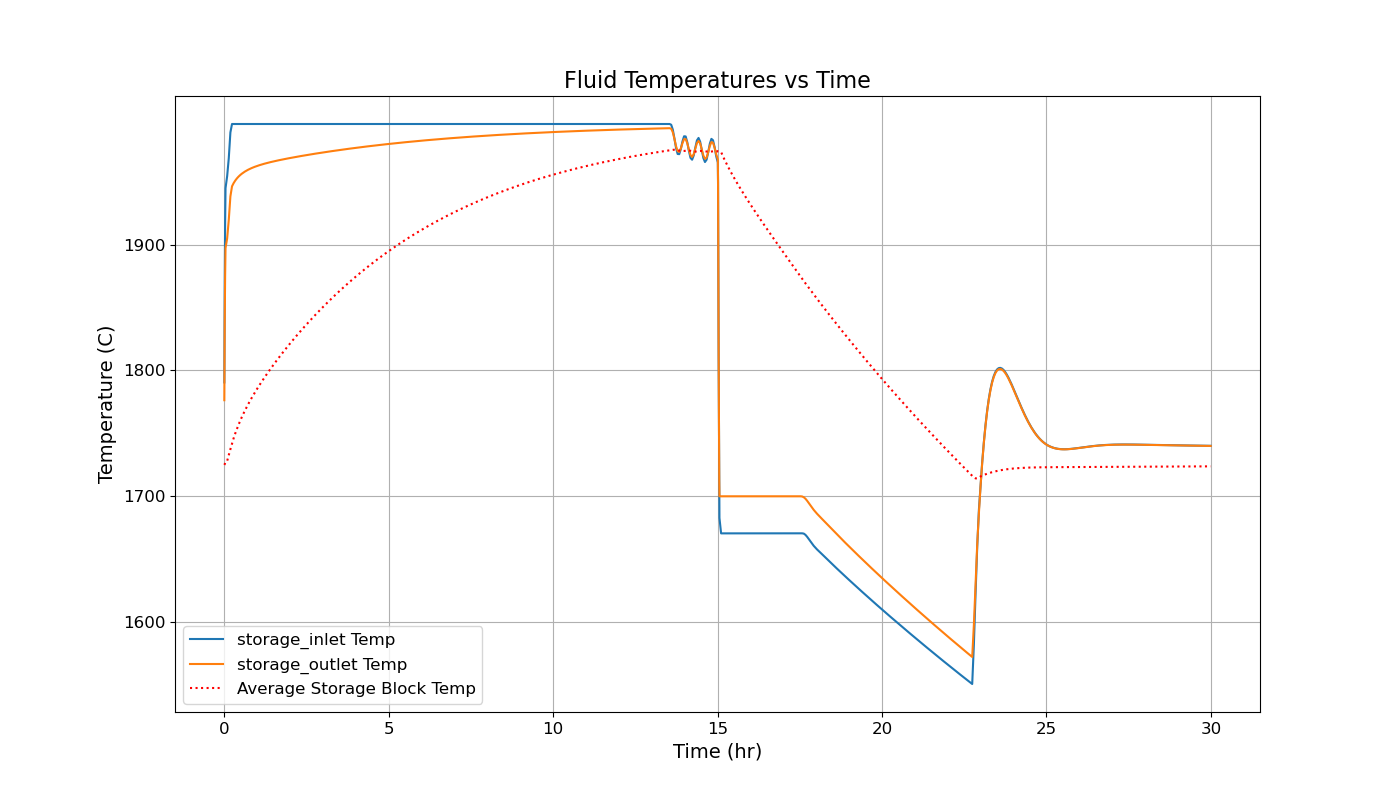 Fluid Temperatures vs Time
Temperature (C)
1900
1800
1700
1600
storage_inlet Temp
storage_outlet Temp
Average Storage Block Temp
0 5 10 15 20 25 30
Time (hr)